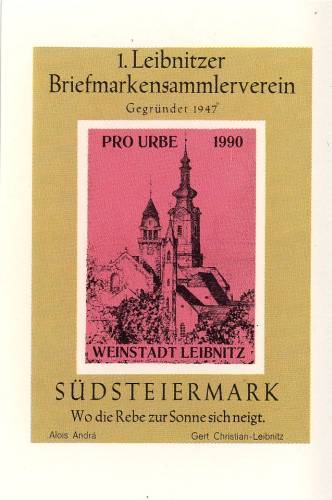 1. Leibnitzer
Briefmarkensammlerverein
Gegründet 1947
PRO URBE 1990
WEINSTADT LEIBNITZ
SÜDSTEIERMARK
Wo die Rebe zur Sonne sich neigt.
Alois Andrä Gert Christian-Leibnitz